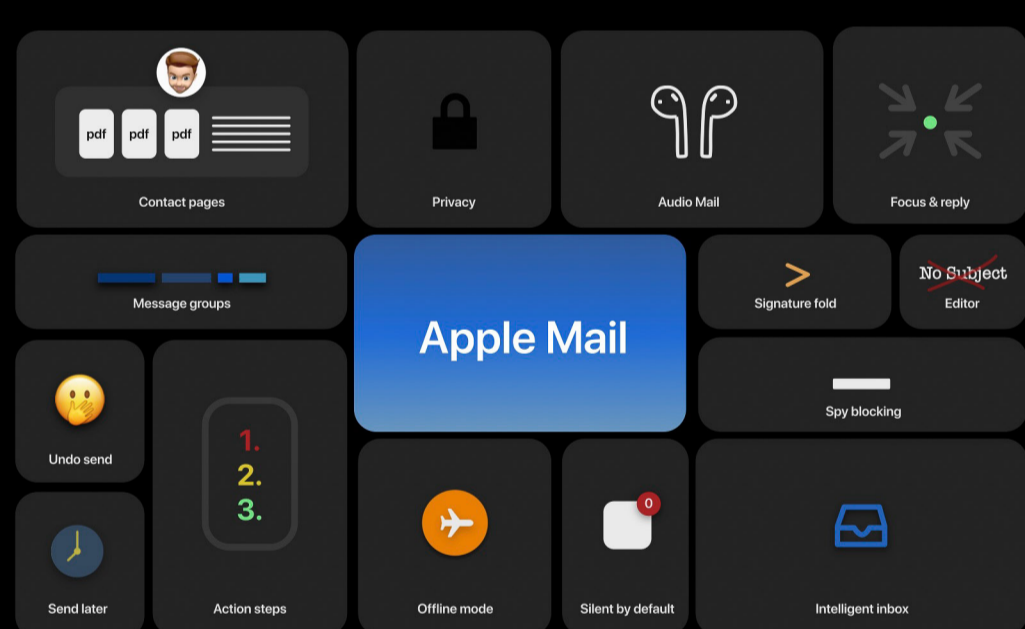 pdf pdf pdf
Contact pages
Privacy
Audio Mail
Focus & reply
Message groups
Apple Mail
Signature fold
No Subject
Editor
Spy blocking
Undo send
1.
2.
3.
Action steps
Send later
Offline mode
0
Silent by default
Intelligent inbox